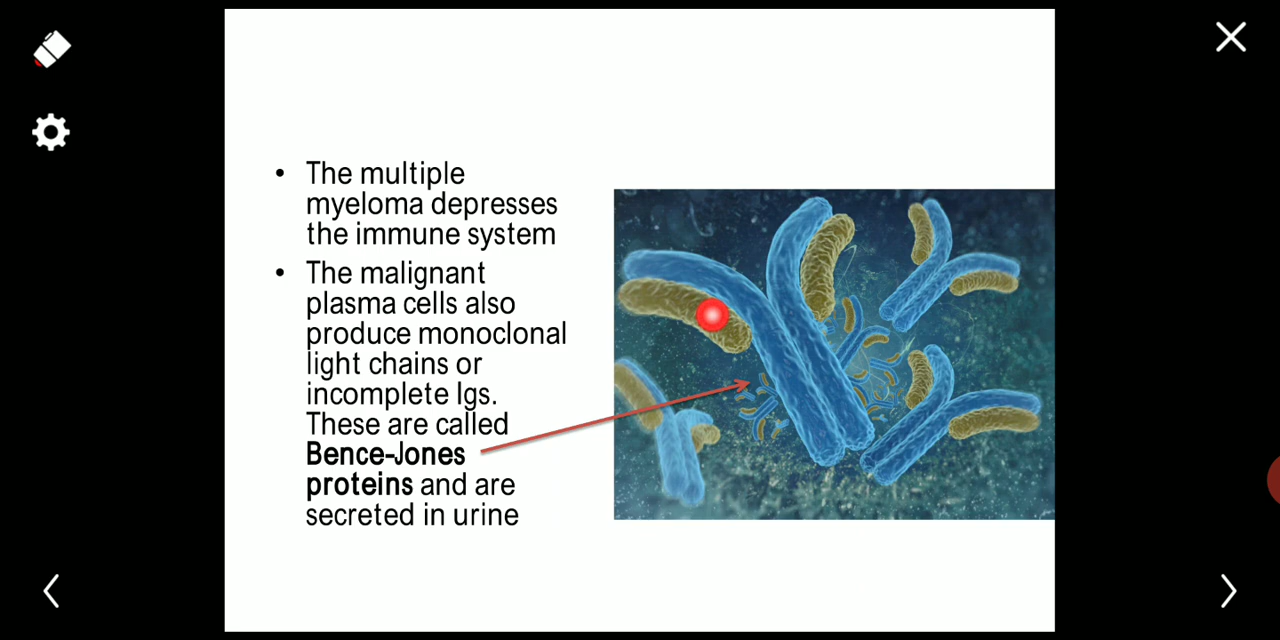 • The multiple
myeloma depresses
the immune system
• The malignant
plasma cells also
produce monoclonal
light chains or
incomplete Igs.
These are called
Bence-Jones
proteins and are
secreted in urine